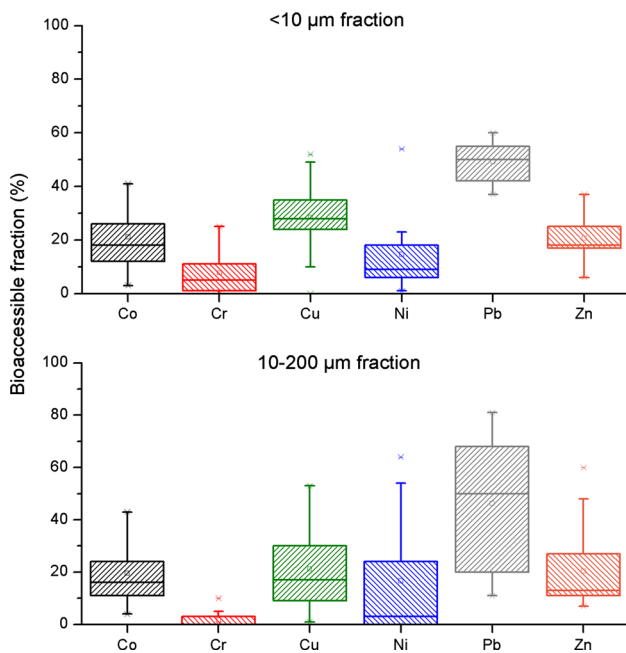 <10 µm fraction
100
80
60
40
20
0
Co Cr Cu Ni Pb Zn
Bioaccessible fraction (%)
10-200 µm fraction
100
80
60
40
20
0
Co Cr Cu Ni Pb Zn